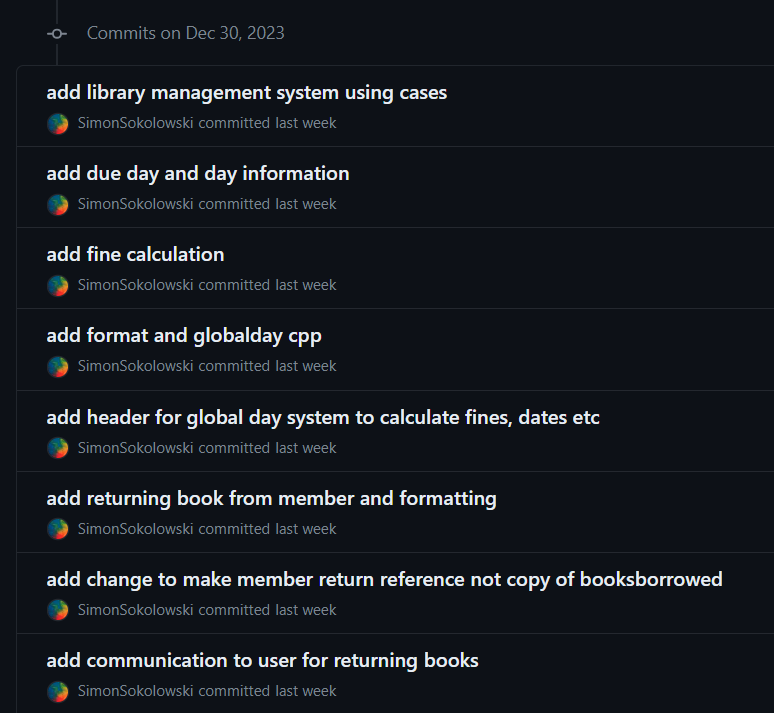 Commits on Dec 30, 2023
add library management system using cases
SimonSokolowski committed last week
add due day and day information
SimonSokolowski committed last week
add fine calculation
SimonSokolowski committed last week
add format and globalday cpp
SimonSokolowski committed last week
add header for global day system to calculate fines, dates etc
SimonSokolowski committed last week
add returning book from member and formatting
SimonSokolowski committed last week
add change to make member return reference not copy of booksborrowed
SimonSokolowski committed last week
add communication to user for returning books
SimonSokolowski committed last week